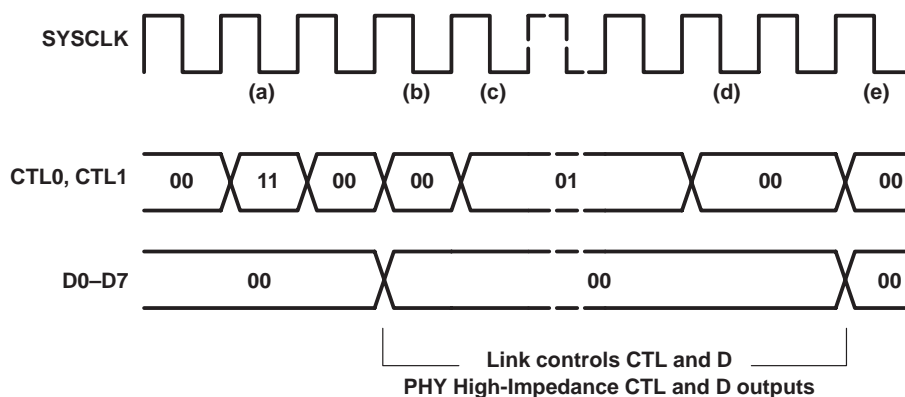 SYSCLK
(a) (b) (c) (d) (e)
CTL0, CTL1 00 11 00 00 01 00 00
D0–D7 00 00 00
Link controls CTL and D
PHY High-Impedance CTL and D outputs